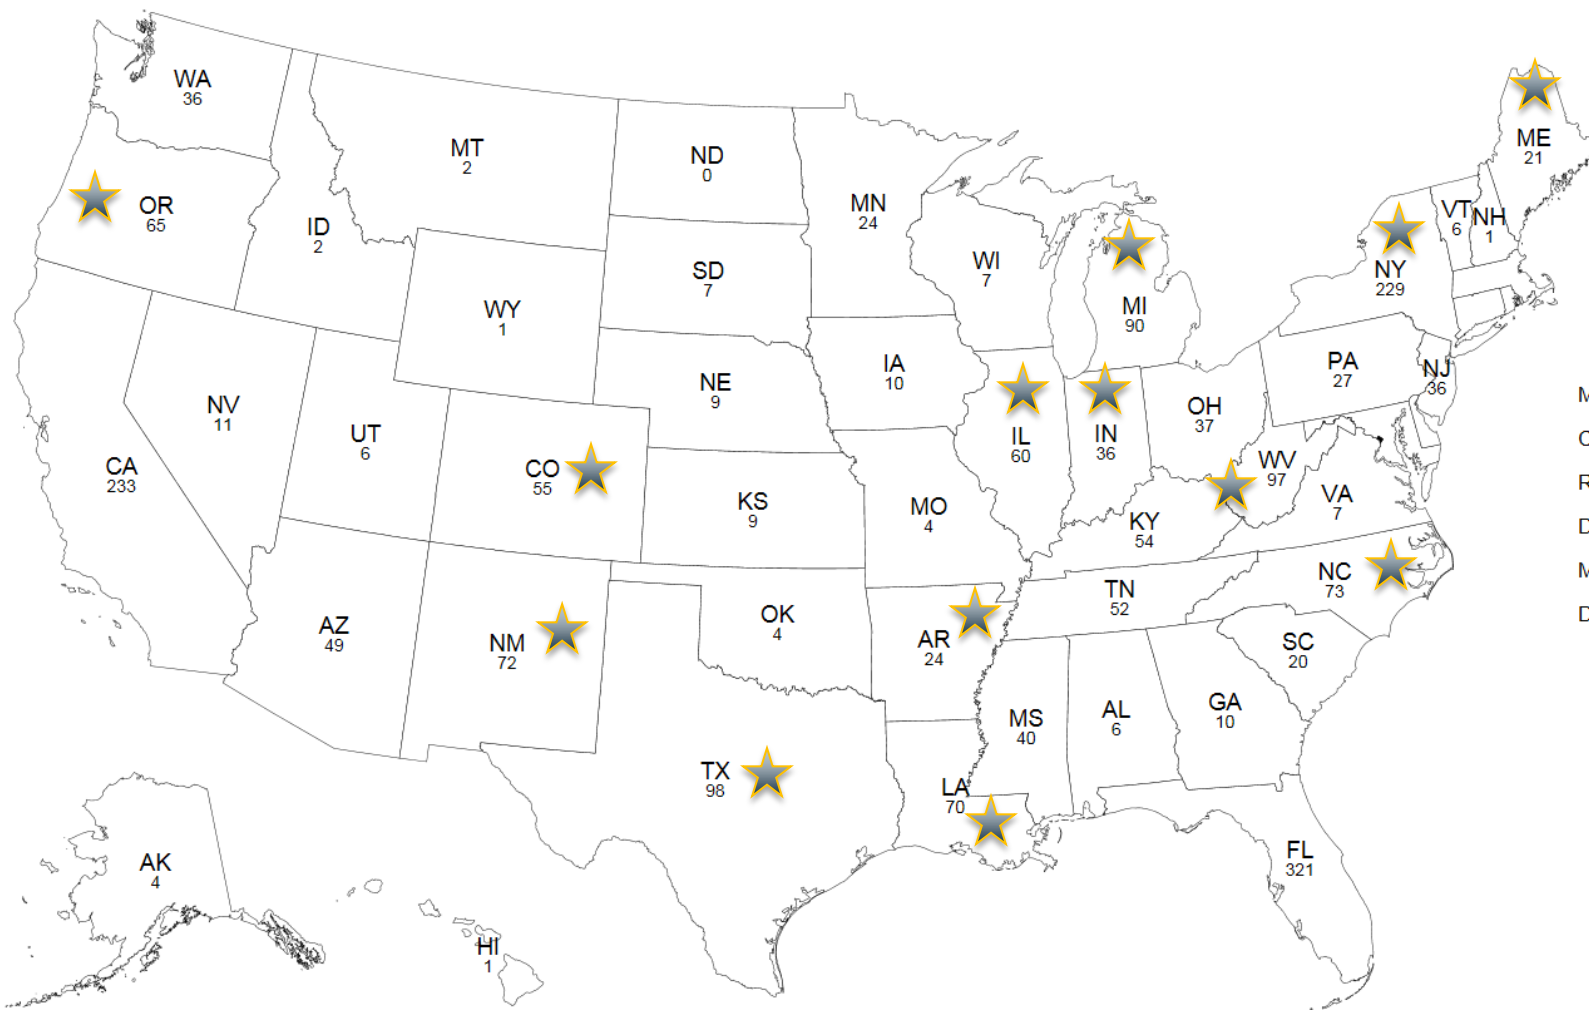 WA
36
OR
65
MT
2
ID
2
ND
0
MN
24
SD
7
WI
7
WY
1
MI
90
NE
9
IA
10
NV
11
UT
6
CA
233
CO
55
KS
9
IL
60
IN
36
OH
37
MO
4
KY
54
WV
97
VA
7
PA
27
NJ
36
NY
229
VT
6
NH
1
ME
21
AZ
49
NM
72
OK
4
AR
24
TN
52
NC
73
SC
20
TX
98
LA
70
MS
40
AL
6
GA
10
FL
321
AK
4
HI
1
M
C
R
D
M
D